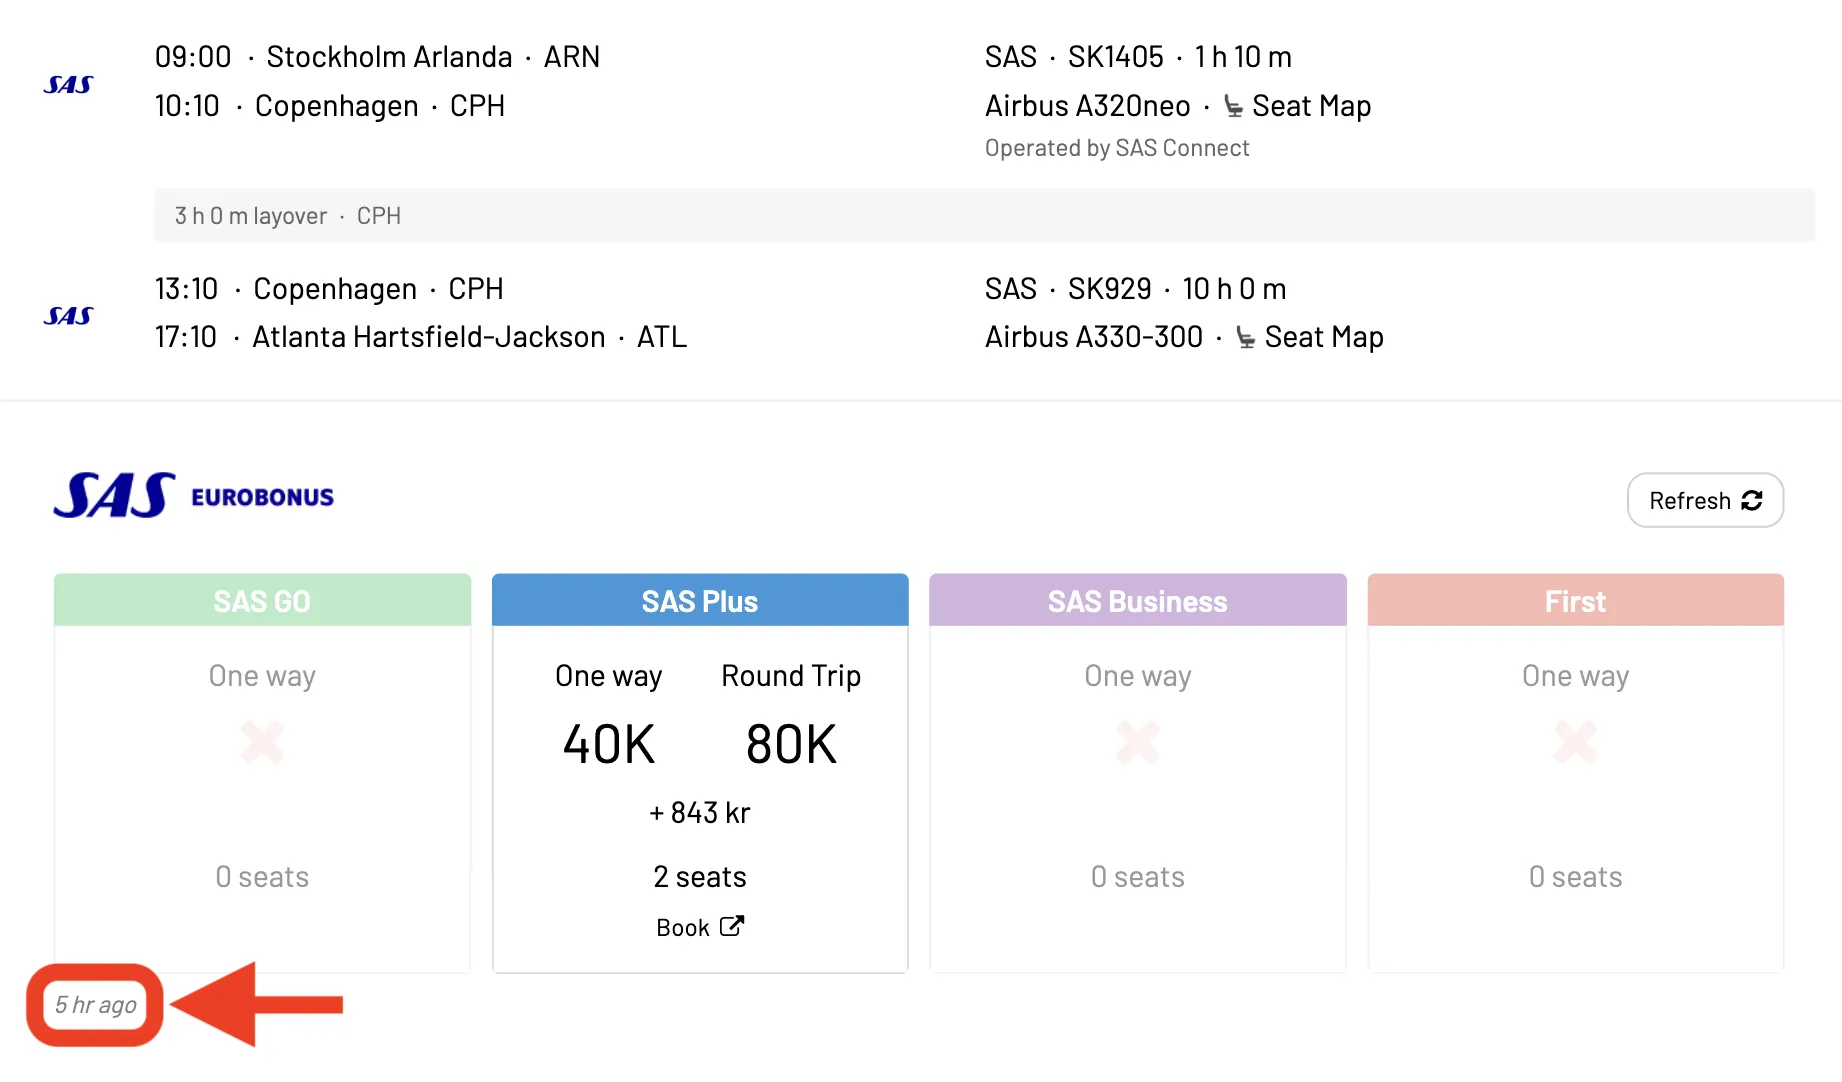 09:00 · Stockholm Arlanda · ARN
SAS · SK1405 · 1 h 10 m
SAS
10:10 · Copenhagen · CPH
Airbus A320neo · Seat Map
Operated by SAS Connect
3 h 0 m layover · CPH
13:10 · Copenhagen · CPH
SAS · SK929 · 10 h 0 m
SAS
17:10 · Atlanta Hartsfield-Jackson · ATL
Airbus A330-300 · Seat Map
SAS EUROBONUS
Refresh
SAS GO
One way
0 seats
SAS Plus
One way Round Trip
40K 80K
+ 843 kr
2 seats
Book
SAS Business
One way
0 seats
First
One way
0 seats
5 hr ago